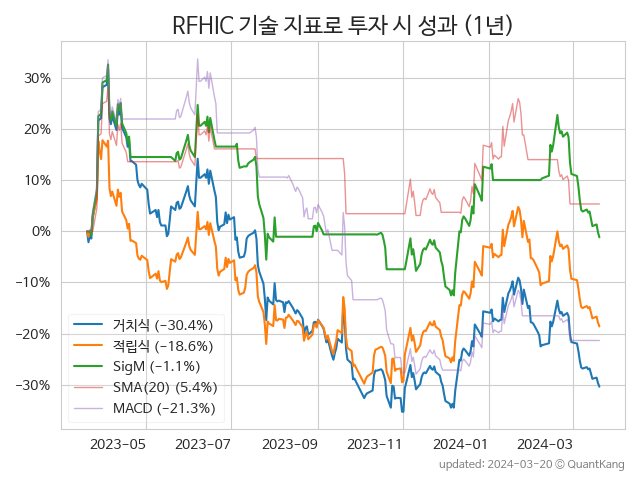 RFHIC 기술 지표로 투자 시 성과 (1년)
30%
20%
10%
0%
−10%
−20%
−30%
거치식 (−30.4%)
적립식 (−18.6%)
SigM (−1.1%)
SMA(20) (5.4%)
MACD (−21.3%)
2023-05 2023-07 2023-09 2023-11 2024-01 2024-03
updated: 2024-03-20 © QuantKang